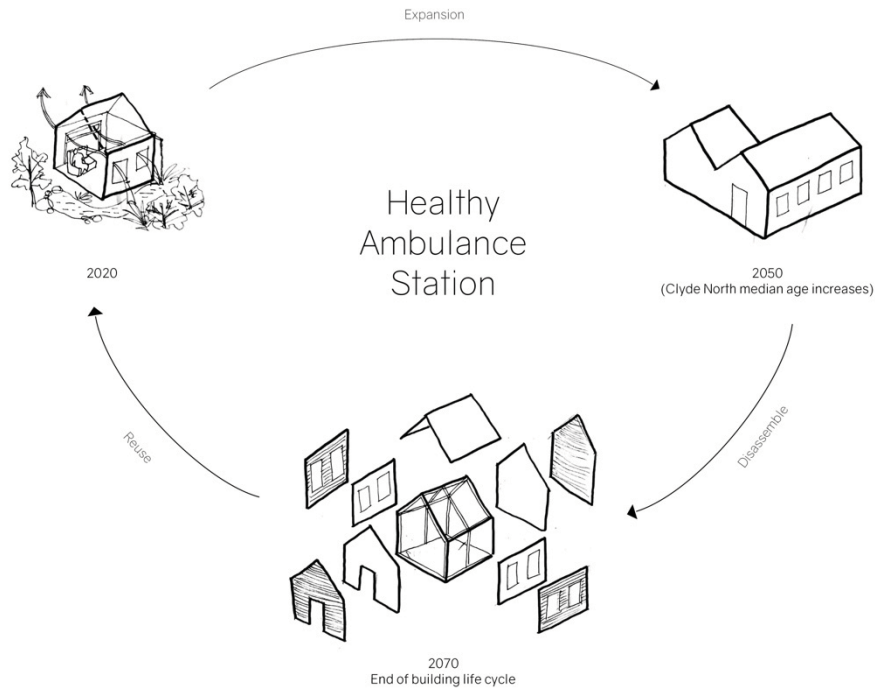 Expansion
Healthy
Ambulance
Station
2020
2050
(Clyde North median age increases)
Reuse
Disassemble
2070
End of building life cycle